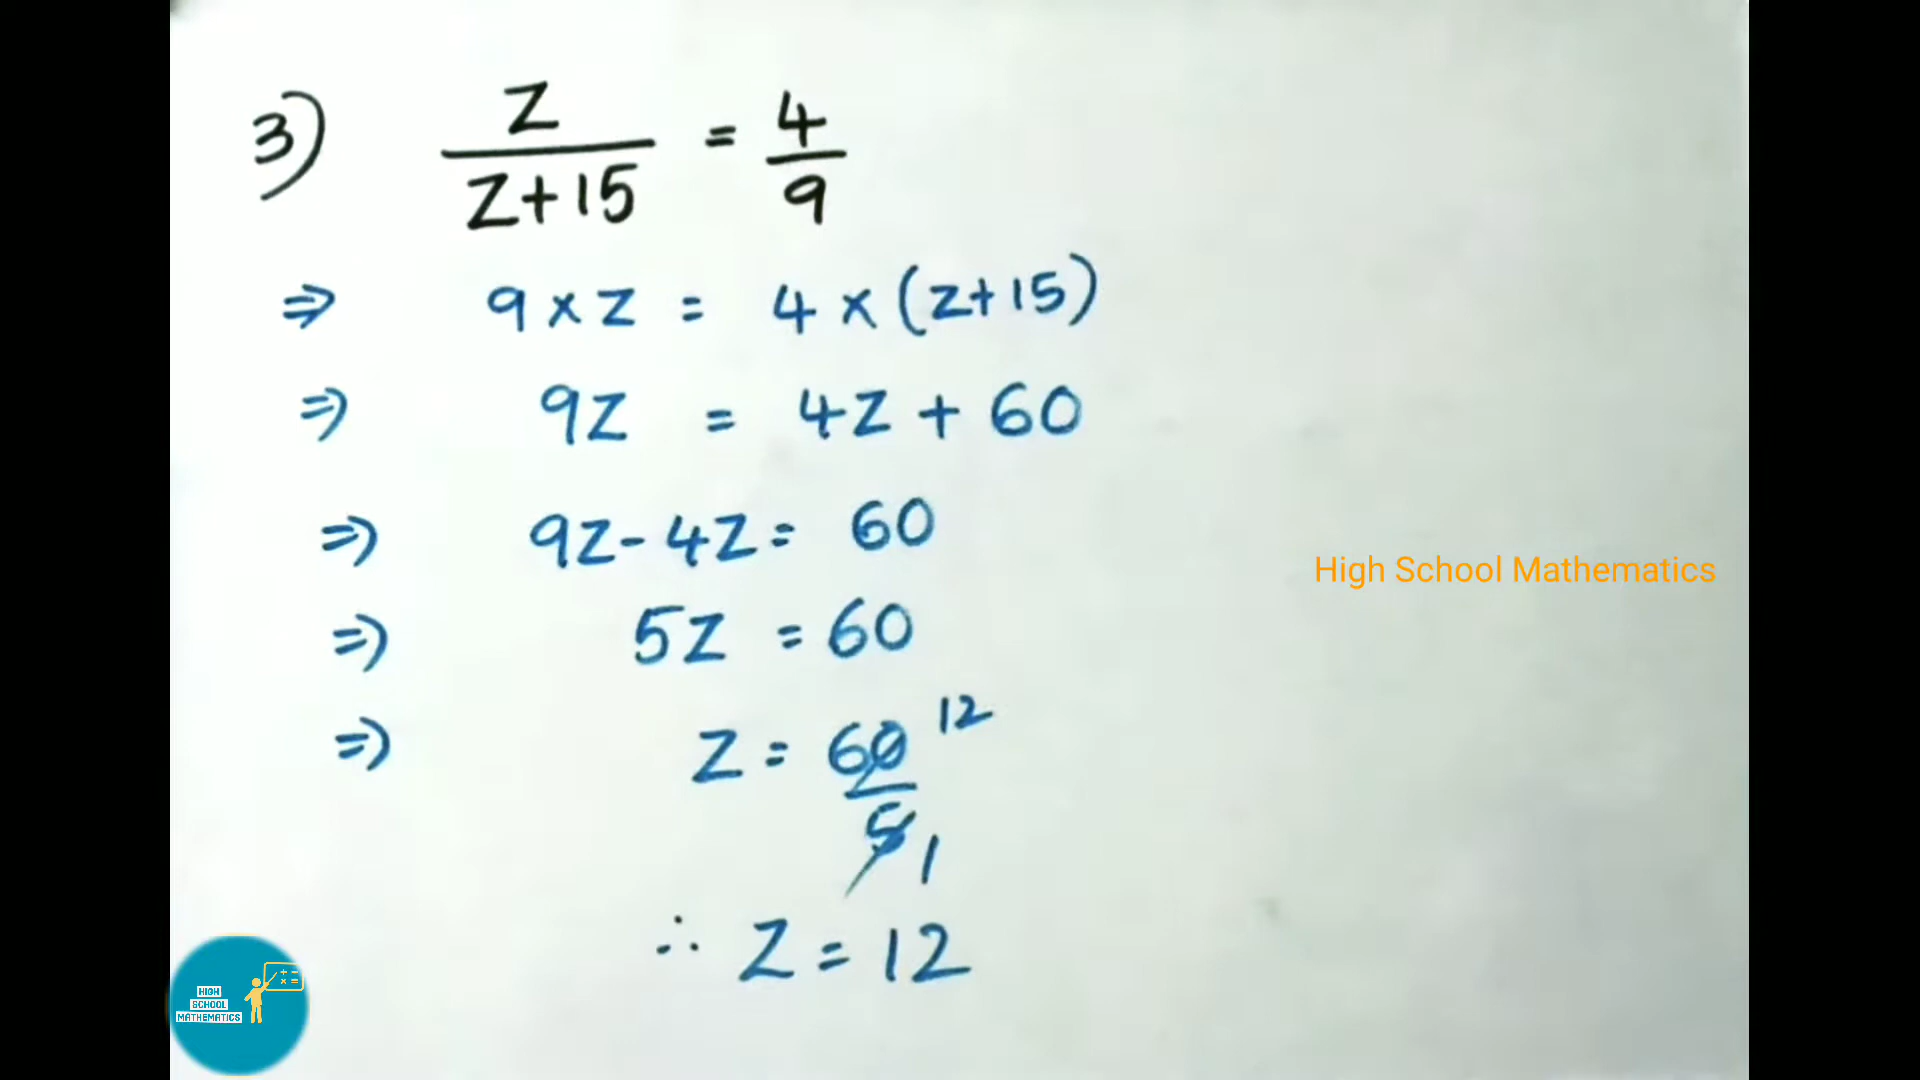 3) Z/(Z+15) = 4/9
⇒ 9 × Z = 4 × (Z+15)
⇒ 9Z = 4Z + 60
⇒ 9Z - 4Z = 60
⇒ 5Z = 60
⇒ Z = 60/5 12 1
∴ Z = 12
High School Mathematics
HIGH
SCHOOL
MATHEMATICS